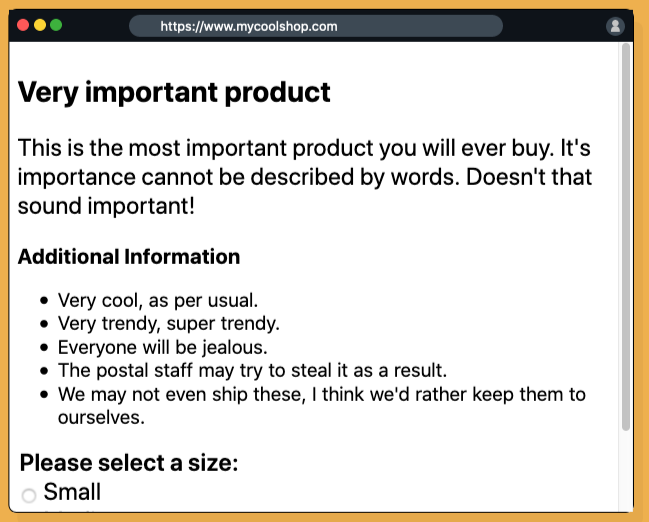 https://www.mycoolshop.com
Very important product
This is the most important product you will ever buy. It's
importance cannot be described by words. Doesn't that
sound important!
Additional Information
• Very cool, as per usual.
• Very trendy, super trendy.
• Everyone will be jealous.
• The postal staff may try to steal it as a result.
• We may not even ship these, I think we'd rather keep them to
ourselves.
Please select a size:
Small